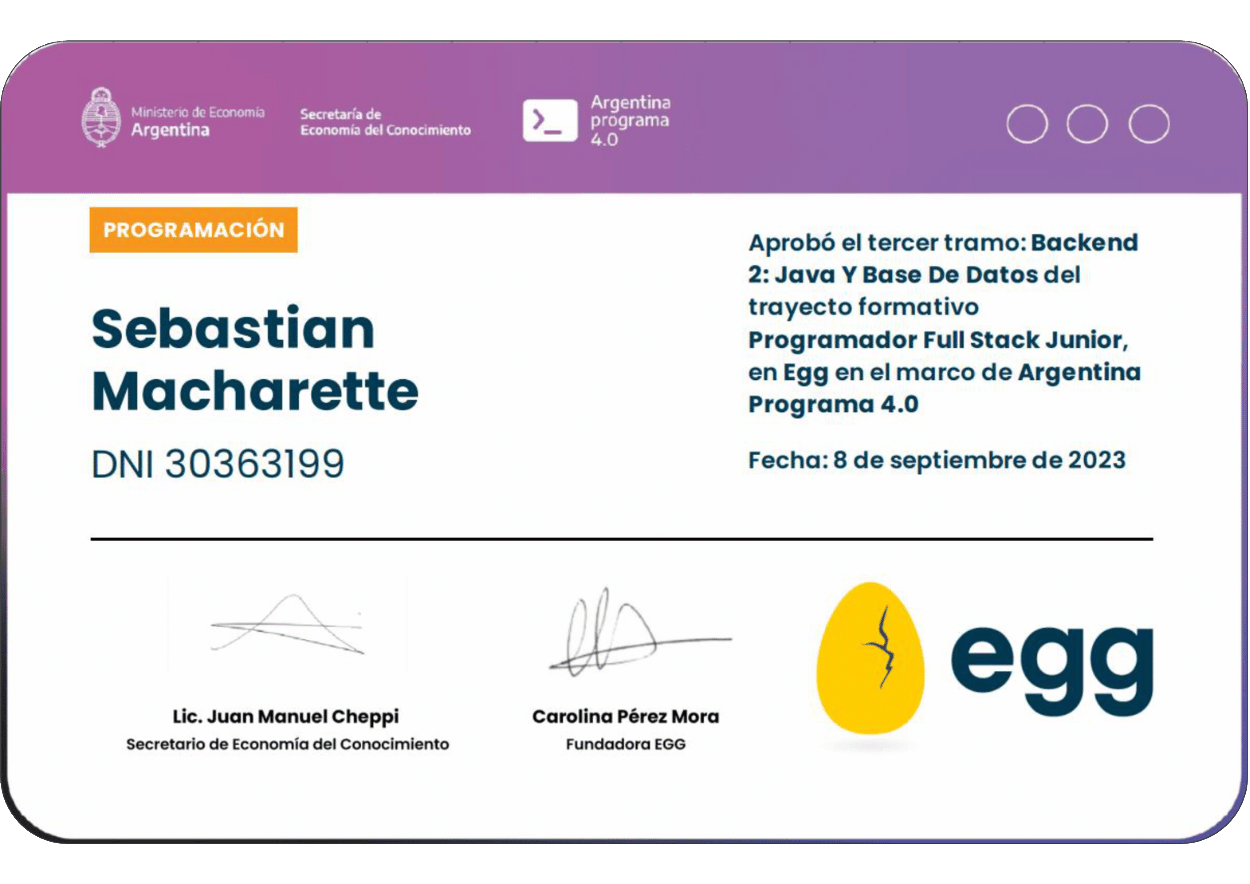 Ministerio de Economía
Argentina
Secretaría de
Economía del Conocimiento
Argentina
programa
4.0
PROGRAMACIÓN
Sebastian
Macharette
DNI 30363199
Aprobó el tercer tramo: Backend
2: Java Y Base De Datos del
trayecto formativo
Programador Full Stack Junior,
en Egg en el marco de Argentina
Programa 4.0
Fecha: 8 de septiembre de 2023
Lic. Juan Manuel Cheppi
Secretario de Economía del Conocimiento
Carolina Pérez Mora
Fundadora EGG
egg